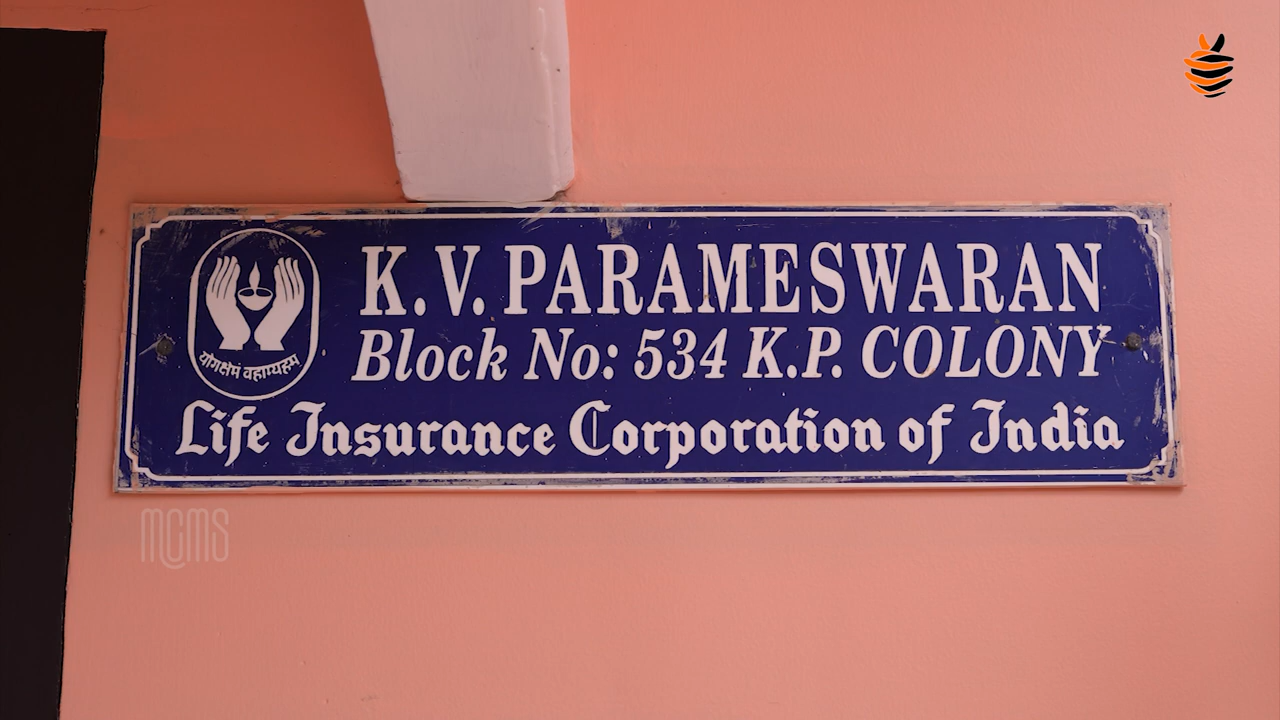 K. V. PARAMESWARAN
Block No: 534 K.P. COLONY
योगक्षेमं वहाम्यहम्
Life Insurance Corporation of India
MCMS